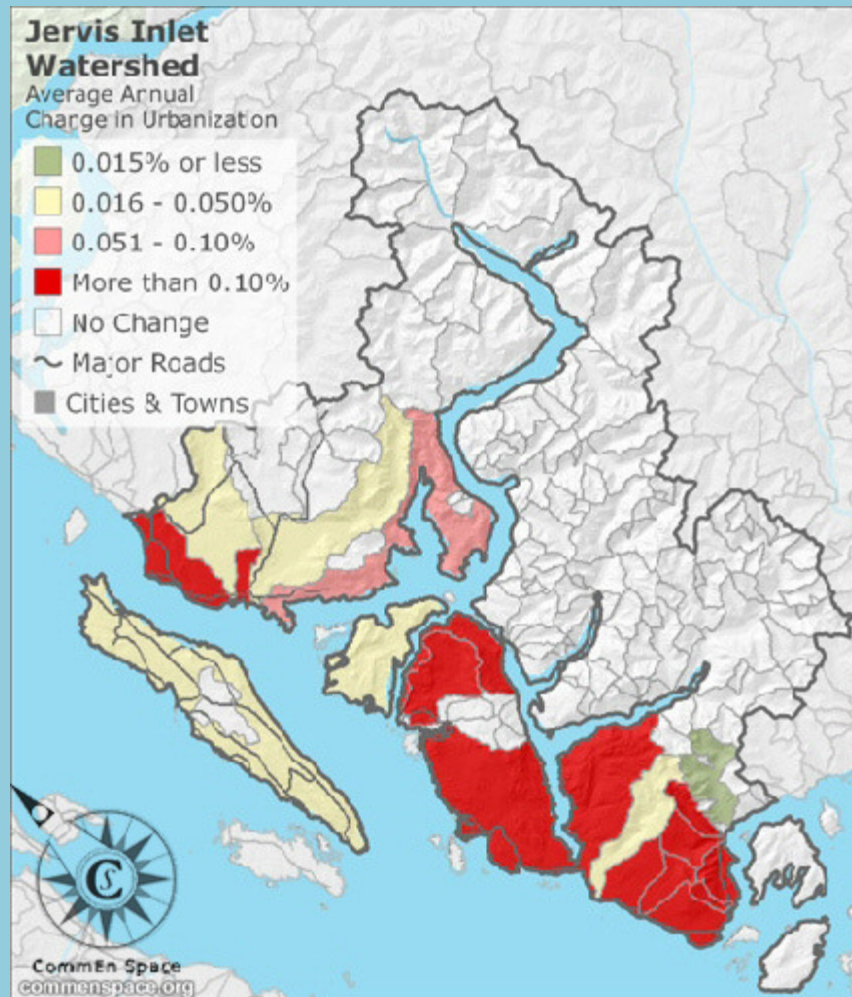 Jervis Inlet
Watershed
Average Annual
Change in Urbanization
0.015% or less
0.016 - 0.050%
0.051 - 0.10%
More than 0.10%
No Change
Major Roads
Cities & Towns
CS
CommEn Space
commenspace.org